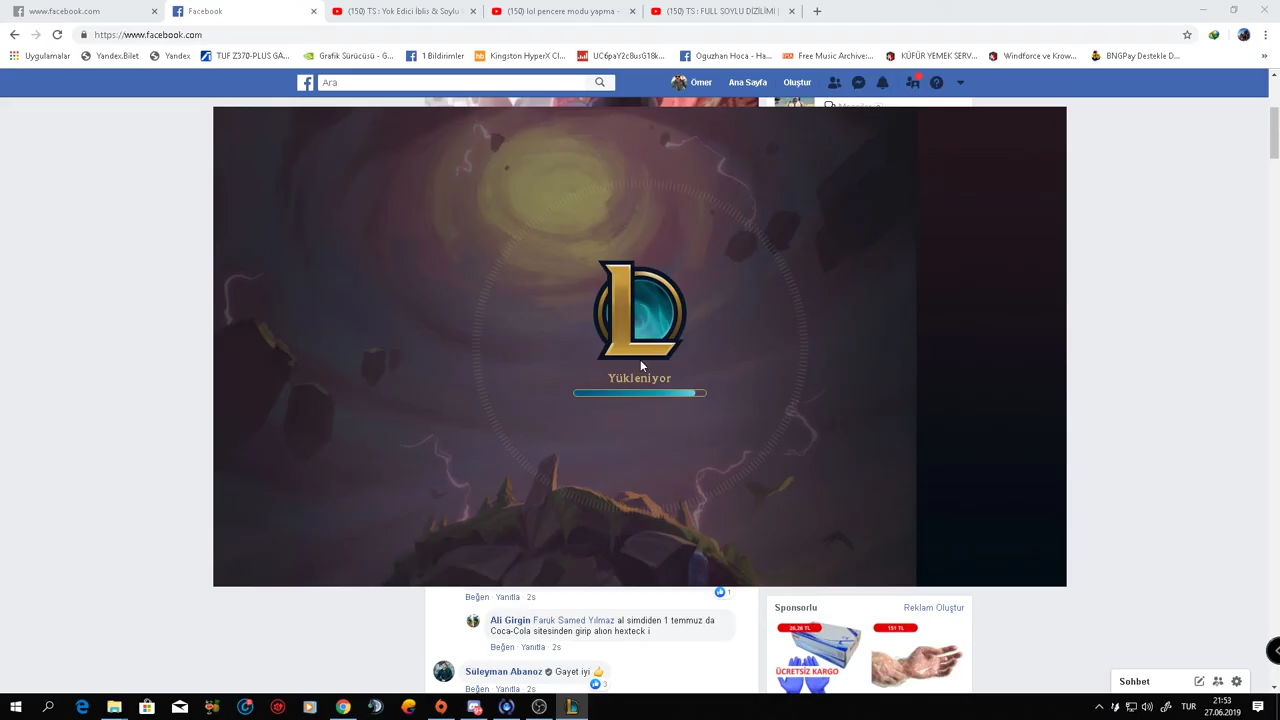 www.facebook.com
Facebook
(150) TS : Yok Edici İblis & Soylu
(150) lol pencere modu yapma -
(150) TS : FULL SOYLU DİZİLİMİ
https://www.facebook.com
Uygulamalar
Yandex.Bilet
Yandex
TUF Z370-PLUS GA...
Grafik Sürücüsü - G...
1 Bildirimler
Kingston HyperX Cl...
UC6paY2c8usG18k...
Oguzhan Hoca - Ha...
Free Music Archive:...
KÜFÜR YEMEK SERV...
Windforce ve Krow...
BNGPay Destekle D...
Ara
Ömer
Ana Sayfa
Oluştur
Yükleniyor
Beğen · Yanıtla · 2s
1
Ali Girgin Faruk Samed Yılmaz al simdiden 1 temmuz da
Coca-Cola sitesinden girip alıon hexteck i
Beğen · Yanıtla · 2s
Süleyman Abanoz Gayet iyi
3
Beğen · Yanıtla · 2s
Sponsorlu
Reklam Oluştur
151 TL
ÜCRETSİZ KARGO
Sohbet
TUR
21:53
27.06.2019